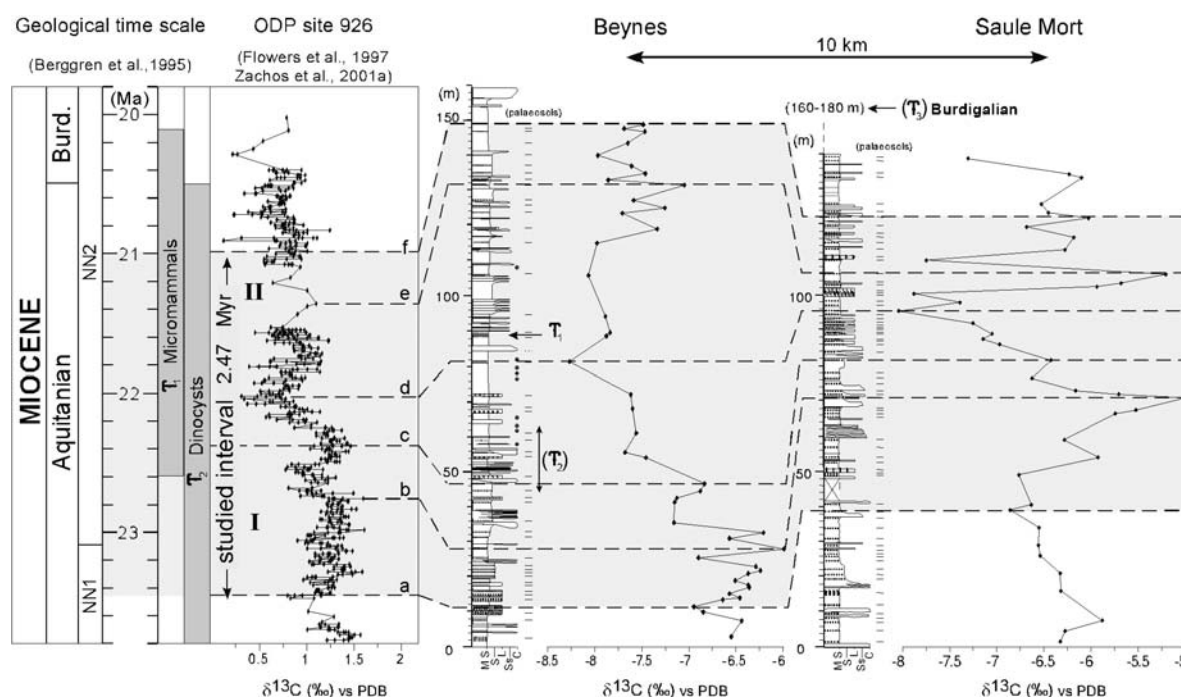 Geological time scale
(Berggren et al.,1995)
ODP site 926
(Flowers et al., 1997
Zachos et al., 2001a)
Beynes
10 km
Saule Mort
MIOCENE
Burd.
Aquitanian
NN2
NN1
(Ma)
20
21
22
23
T1 Micromammals
T2 Dinocysts
studied interval 2.47 Myr
I
II
f
e
d
c
b
a
0.5 1 1.5 2
δ13C (‰) vs PDB
(m)
150
100
50
0
(palaeosols)
T1
(T2)
M S L C
S Ss
-8.5 -8 -7.5 -7 -6.5 -6
δ13C (‰) vs PDB
(160-180 m) (T3) Burdigalian
(m)
(palaeosols)
100
50
0
M S L C
S Ss
-8 -7.5 -7 -6.5 -6 -5.5 -5
δ13C (‰) vs PDB